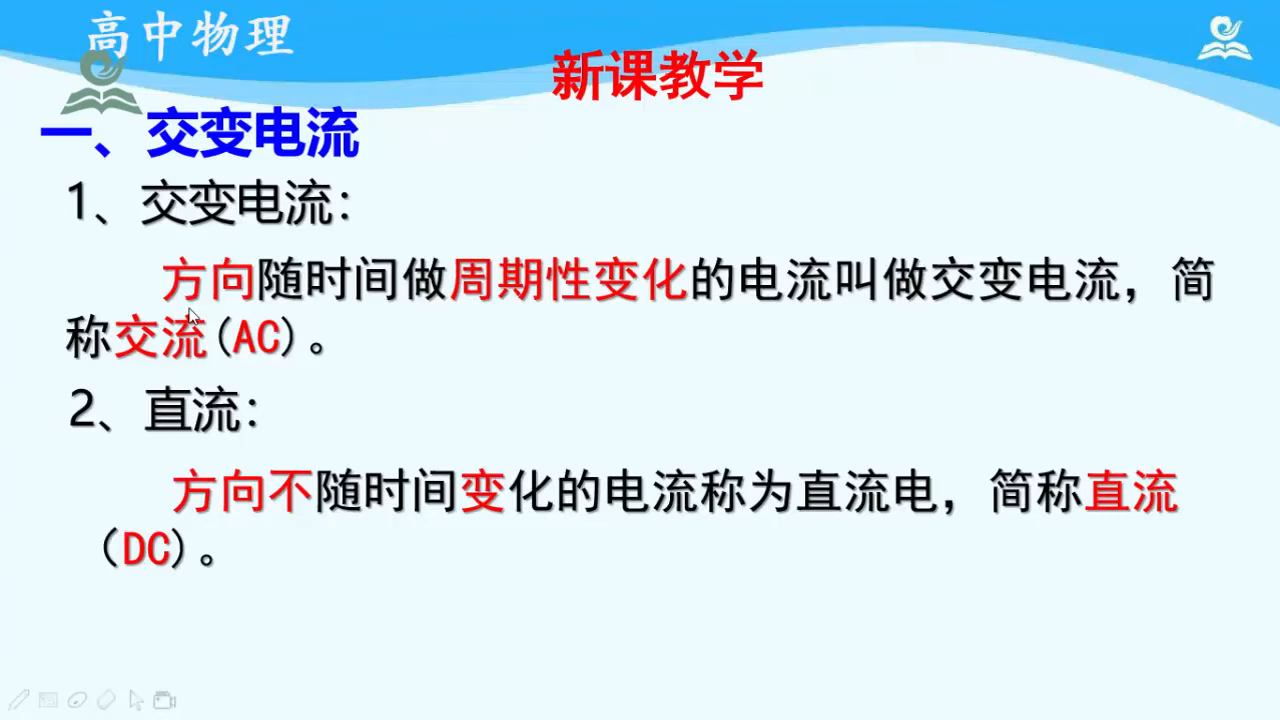 高中物理
新课教学
一、交变电流
1、交变电流：
方向随时间做周期性变化的电流叫做交变电流，简
称交流(AC)。
2、直流：
方向不随时间变化的电流称为直流电，简称直流
（DC)。